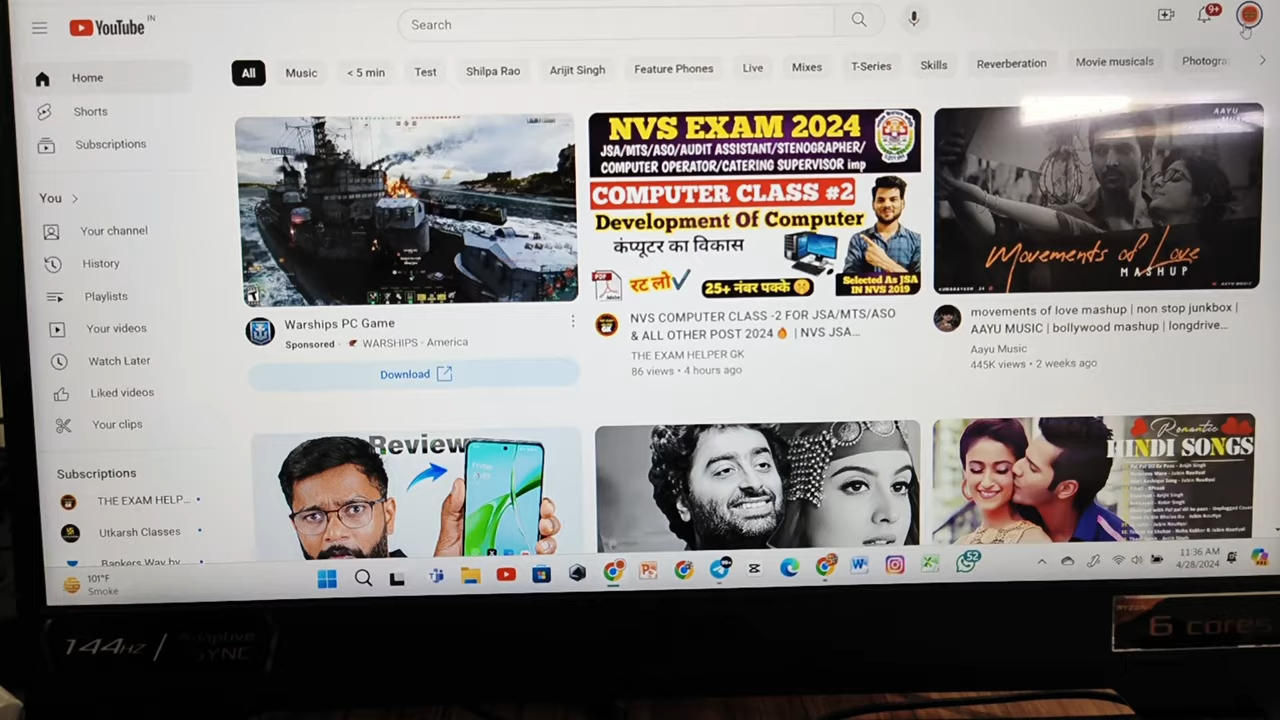 YouTube IN
Search
9+
Home
Shorts
Subscriptions
You
Your channel
History
Playlists
Your videos
Watch Later
Liked videos
Your clips
Subscriptions
THE EXAM HELP...
Utkarsh Classes
Bankers Way by
All
Music
< 5 min
Test
Shilpa Rao
Arijit Singh
Feature Phones
Live
Mixes
T-Series
Skills
Reverberation
Movie musicals
Photogra
Warships PC Game
Sponsored · WARSHIPS - America
Download
NVS EXAM 2024
JSA/MTS/ASO/AUDIT ASSISTANT/STENOGRAPHER/
COMPUTER OPERATOR/CATERING SUPERVISOR imp
COMPUTER CLASS #2
Development Of Computer
कंप्यूटर का विकास
PDF
Adobe
रट लो
25+ नंबर पक्के
Selected As JSA
IN NVS 2019
NVS COMPUTER CLASS -2 FOR JSA/MTS/ASO
& ALL OTHER POST 2024 🔥 | NVS JSA...
THE EXAM HELPER GK
86 views • 4 hours ago
AAYU
Movements of Love
MASHUP
movements of love mashup | non stop junkbox |
AAYU MUSIC | bollywood mashup | longdrive...
Aayu Music
445K views • 2 weeks ago
Review
Romantic
HINDI SONGS
101°F
Smoke
99+
52
11:36 AM
4/28/2024
144HZ / Adaptive
SYNC
RYZEN
6 cores